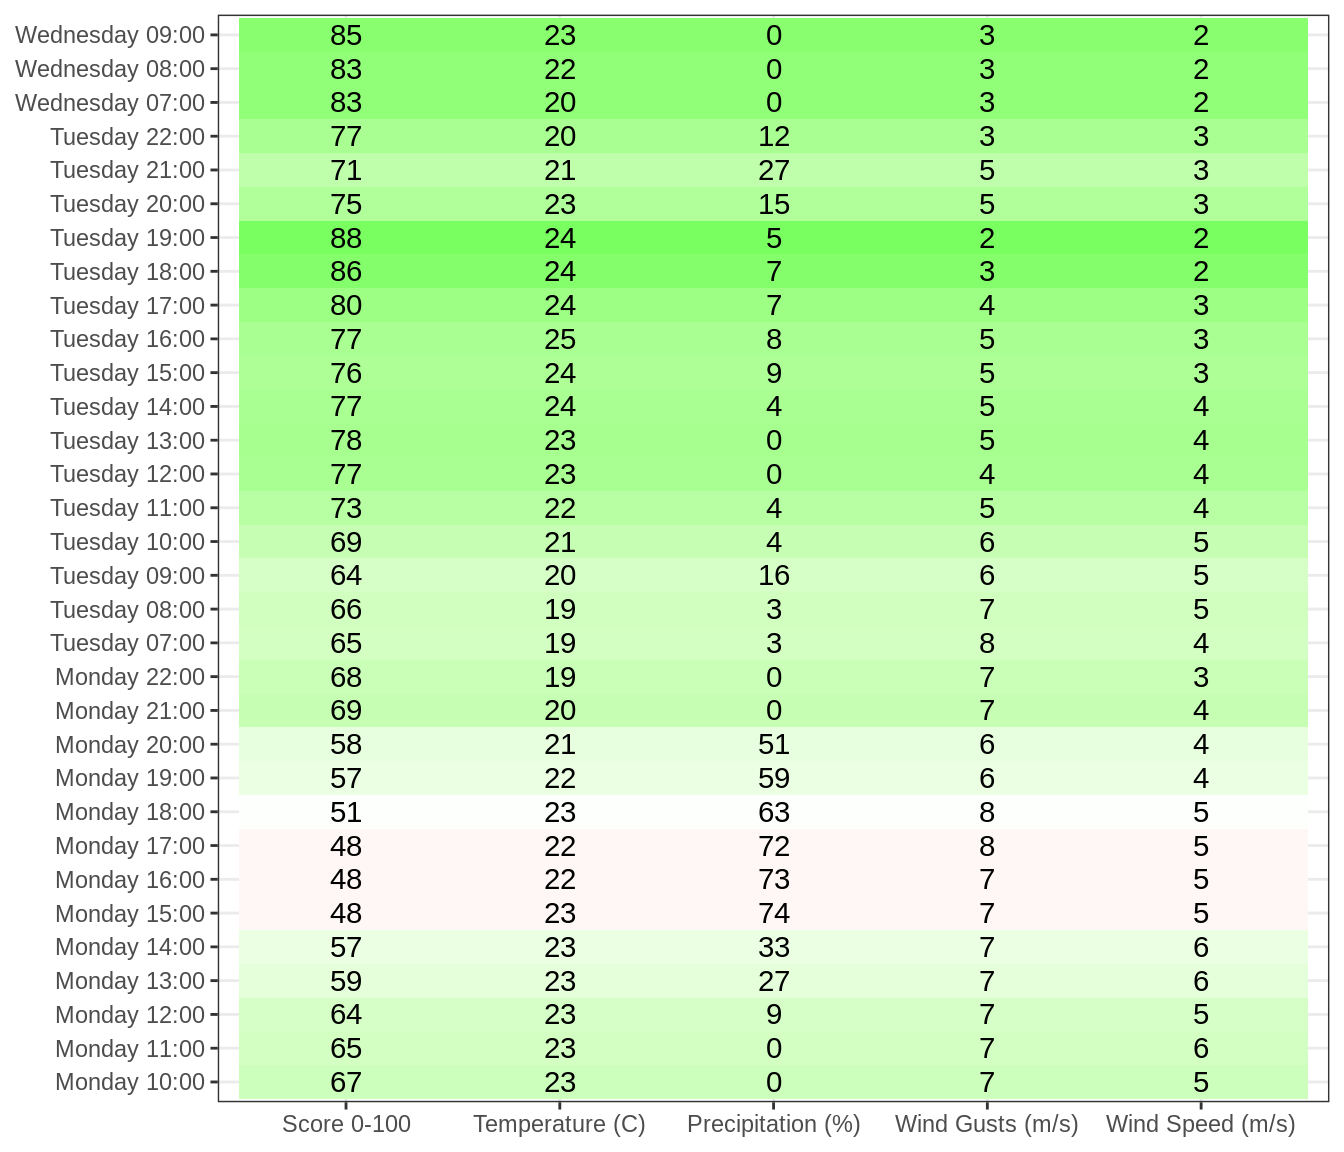 Wednesday 09:00 85 23 0 3 2
Wednesday 08:00 83 22 0 3 2
Wednesday 07:00 83 20 0 3 2
Tuesday 22:00 77 20 12 3 3
Tuesday 21:00 71 21 27 5 3
Tuesday 20:00 75 23 15 5 3
Tuesday 19:00 88 24 5 2 2
Tuesday 18:00 86 24 7 3 2
Tuesday 17:00 80 24 7 4 3
Tuesday 16:00 77 25 8 5 3
Tuesday 15:00 76 24 9 5 3
Tuesday 14:00 77 24 4 5 4
Tuesday 13:00 78 23 0 5 4
Tuesday 12:00 77 23 0 4 4
Tuesday 11:00 73 22 4 5 4
Tuesday 10:00 69 21 4 6 5
Tuesday 09:00 64 20 16 6 5
Tuesday 08:00 66 19 3 7 5
Tuesday 07:00 65 19 3 8 4
Monday 22:00 68 19 0 7 3
Monday 21:00 69 20 0 7 4
Monday 20:00 58 21 51 6 4
Monday 19:00 57 22 59 6 4
Monday 18:00 51 23 63 8 5
Monday 17:00 48 22 72 8 5
Monday 16:00 48 22 73 7 5
Monday 15:00 48 23 74 7 5
Monday 14:00 57 23 33 7 6
Monday 13:00 59 23 27 7 6
Monday 12:00 64 23 9 7 5
Monday 11:00 65 23 0 7 6
Monday 10:00 67 23 0 7 5
Score 0-100 Temperature (C) Precipitation (%) Wind Gusts (m/s) Wind Speed (m/s)